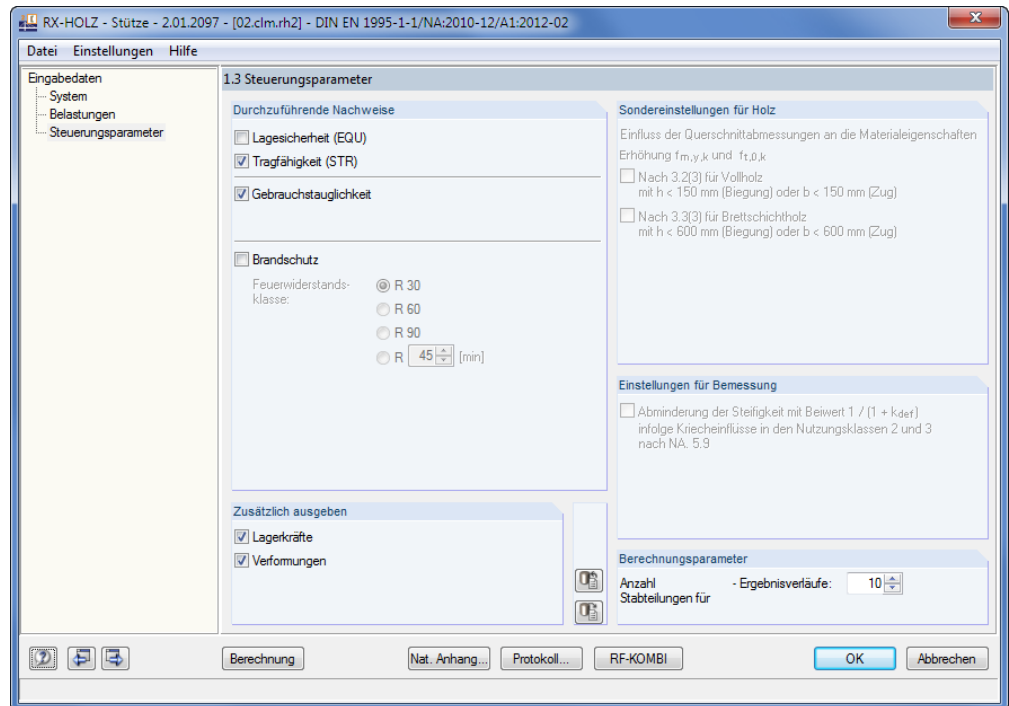 RX-HOLZ - Stütze - 2.01.2097 - [02.clm.rh2] - DIN EN 1995-1-1/NA:2010-12/A1:2012-02
Datei Einstellungen Hilfe
Eingabedaten
System
Belastungen
Steuerungsparameter
1.3 Steuerungsparameter
Durchzuführende Nachweise
Lagesicherheit (EQU)
Tragfähigkeit (STR)
Gebrauchstauglichkeit
Brandschutz
Feuerwiderstands-
klasse:
R 30
R 60
R 90
R 45 [min]
Zusätzlich ausgeben
Lagerkräfte
Verformungen
Sondereinstellungen für Holz
Einfluss der Querschnittabmessungen an die Materialeigenschaften
Erhöhung fm,y,k und ft,0,k
Nach 3.2(3) für Vollholz
mit h < 150 mm (Biegung) oder b < 150 mm (Zug)
Nach 3.3(3) für Brettschichtholz
mit h < 600 mm (Biegung) oder b < 600 mm (Zug)
Einstellungen für Bemessung
Abminderung der Steifigkeit mit Beiwert 1 / (1 + kdef)
infolge Kriecheinflüsse in den Nutzungsklassen 2 und 3
nach NA. 5.9
Berechnungsparameter
Anzahl - Ergebnisverläufe: 10
Stabteilungen für
Berechnung Nat. Anhang... Protokoll... RF-KOMBI OK Abbrechen